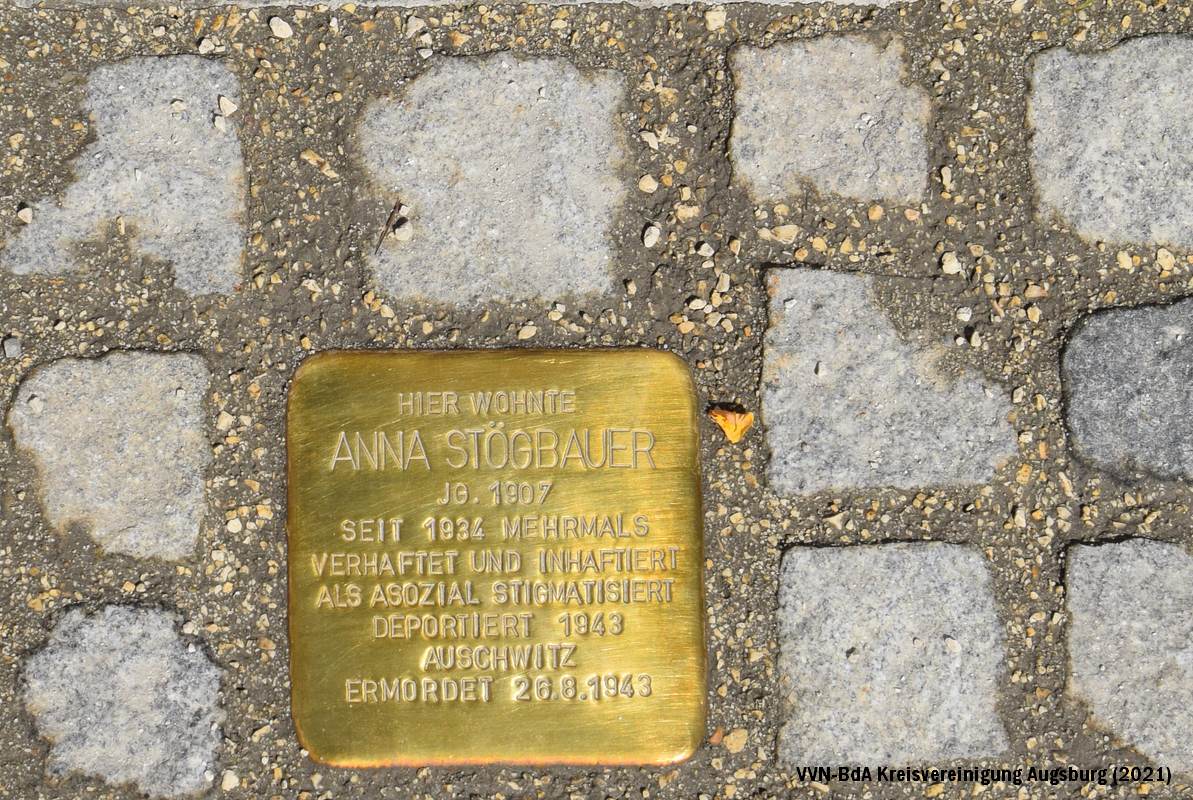 HIER WOHNTE
ANNA STÖGBAUER
JG. 1907
SEIT 1934 MEHRMALS
VERHAFTET UND INHAFTIERT
ALS ASOZIAL STIGMATISIERT
DEPORTIERT 1943
AUSCHWITZ
ERMORDET 26.8.1943
VVN-BdA Kreisvereinigung Augsburg (2021)